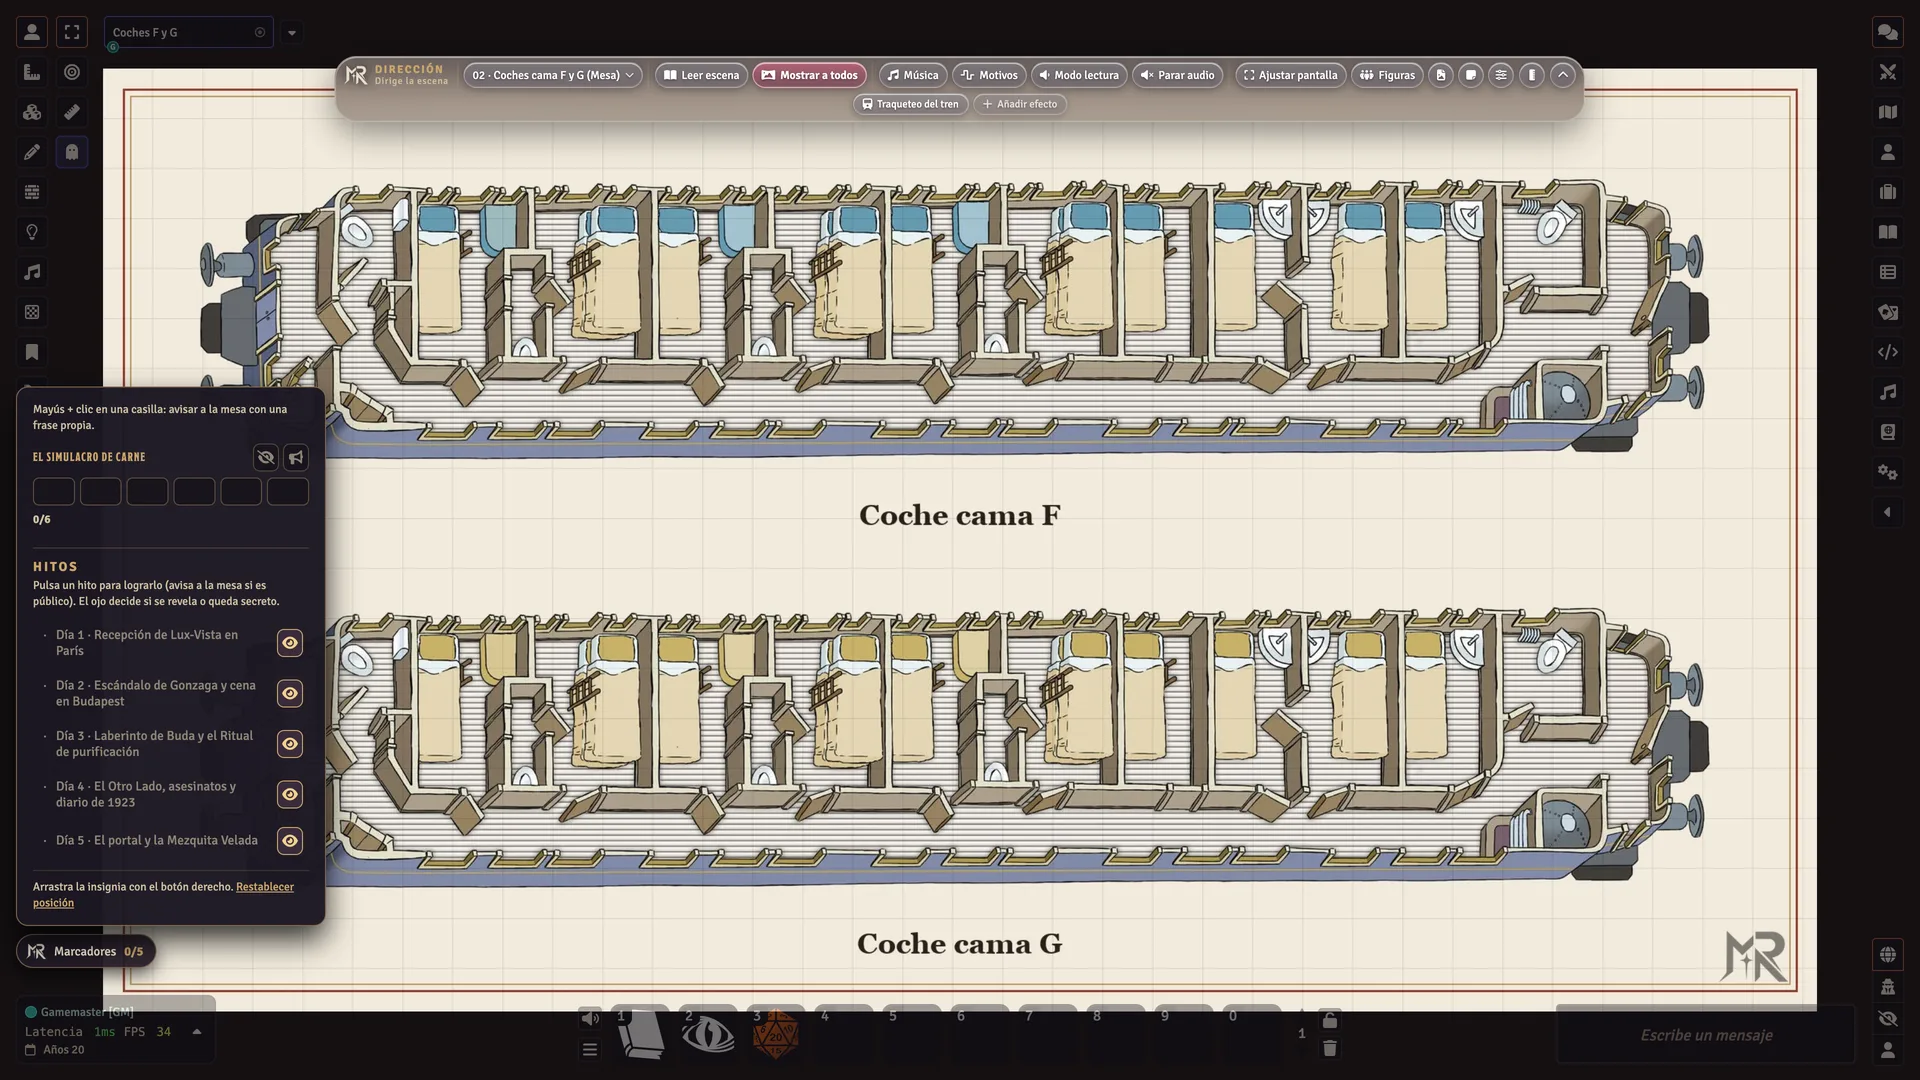 Coches F y G
G
MR
DIRECCIÓN
Dirige la escena
02 · Coches cama F y G (Mesa)
Leer escena
Mostrar a todos
Música
Motivos
Modo lectura
Parar audio
Ajustar pantalla
Figuras
Traqueteo del tren
Añadir efecto
Mayús + clic en una casilla: avisar a la mesa con una
frase propia.
EL SIMULACRO DE CARNE
0/6
HITOS
Pulsa un hito para lograrlo (avisa a la mesa si es
público). El ojo decide si se revela o queda secreto.
· Día 1 · Recepción de Lux-Vista en
París
· Día 2 · Escándalo de Gonzaga y cena
en Budapest
· Día 3 · Laberinto de Buda y el Ritual
de purificación
· Día 4 · El Otro Lado, asesinatos y
diario de 1923
· Día 5 · El portal y la Mezquita Velada
Arrastra la insignia con el botón derecho. Restablecer
posición
MR Marcadores 0/5
Coche cama F
Coche cama G
MR
Gamemaster [GM]
Latencia 1ms FPS 34
Años 20
1 2 3 4 5 6 7 8 9 0
20
1
Escribe un mensaje